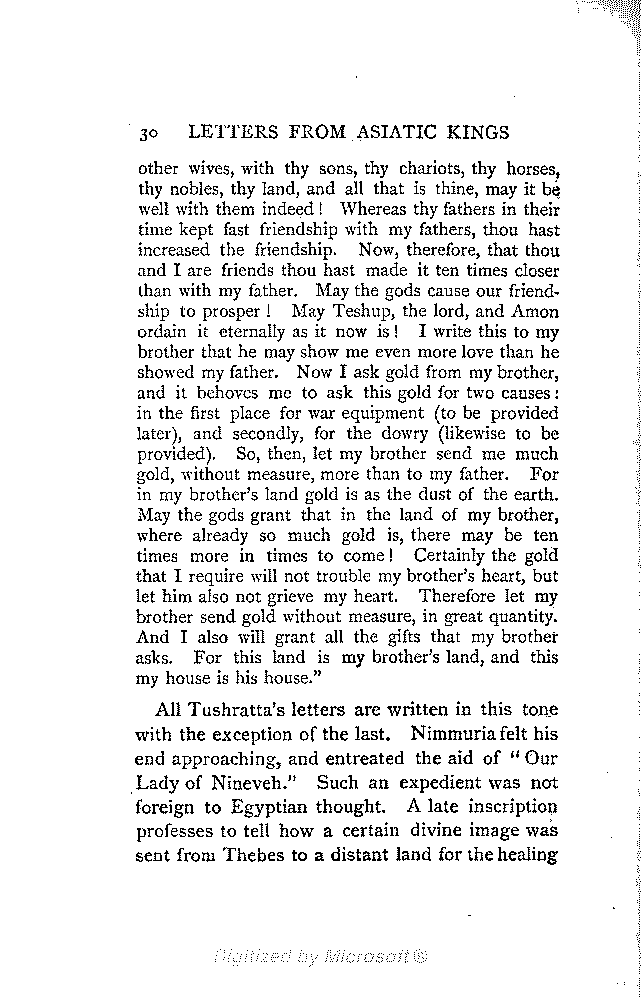 30 LETTERS FROM ASIATIC KINGS
other wives, with thy sons, thy chariots, thy horses,
thy nobles, thy land, and all that is thine, may it be
well with them indeed! Whereas thy fathers in their
time kept fast friendship with my fathers, thou hast
increased the friendship. Now, therefore, that thou
and I are friends thou hast made it ten times closer
than with my father. May the gods cause our friend-
ship to prosper! May Teshup, the lord, and Amon
ordain it eternally as it now is! I write this to my
brother that he may show me even more love than he
showed my father. Now I ask gold from my brother,
and it behoves me to ask this gold for two causes:
in the first place for war equipment (to be provided
later), and secondly, for the dowry (likewise to be
provided). So, then, let my brother send me much
gold, without measure, more than to my father. For
in my brother's land gold is as the dust of the earth.
May the gods grant that in the land of my brother,
where already so much gold is, there may be ten
times more in times to come! Certainly the gold
that I require will not trouble my brother's heart, but
let him also not grieve my heart. Therefore let my
brother send gold without measure, in great quantity.
And I also will grant all the gifts that my brother
asks. For this land is my brother's land, and this
my house is his house."
All Tushratta's letters are written in this tone
with the exception of the last. Nimmuria felt his
end approaching, and entreated the aid of "Our
Lady of Nineveh." Such an expedient was not
foreign to Egyptian thought. A late inscription
professes to tell how a certain divine image was
sent from Thebes to a distant land for the healing
Digitized by Microsoft®